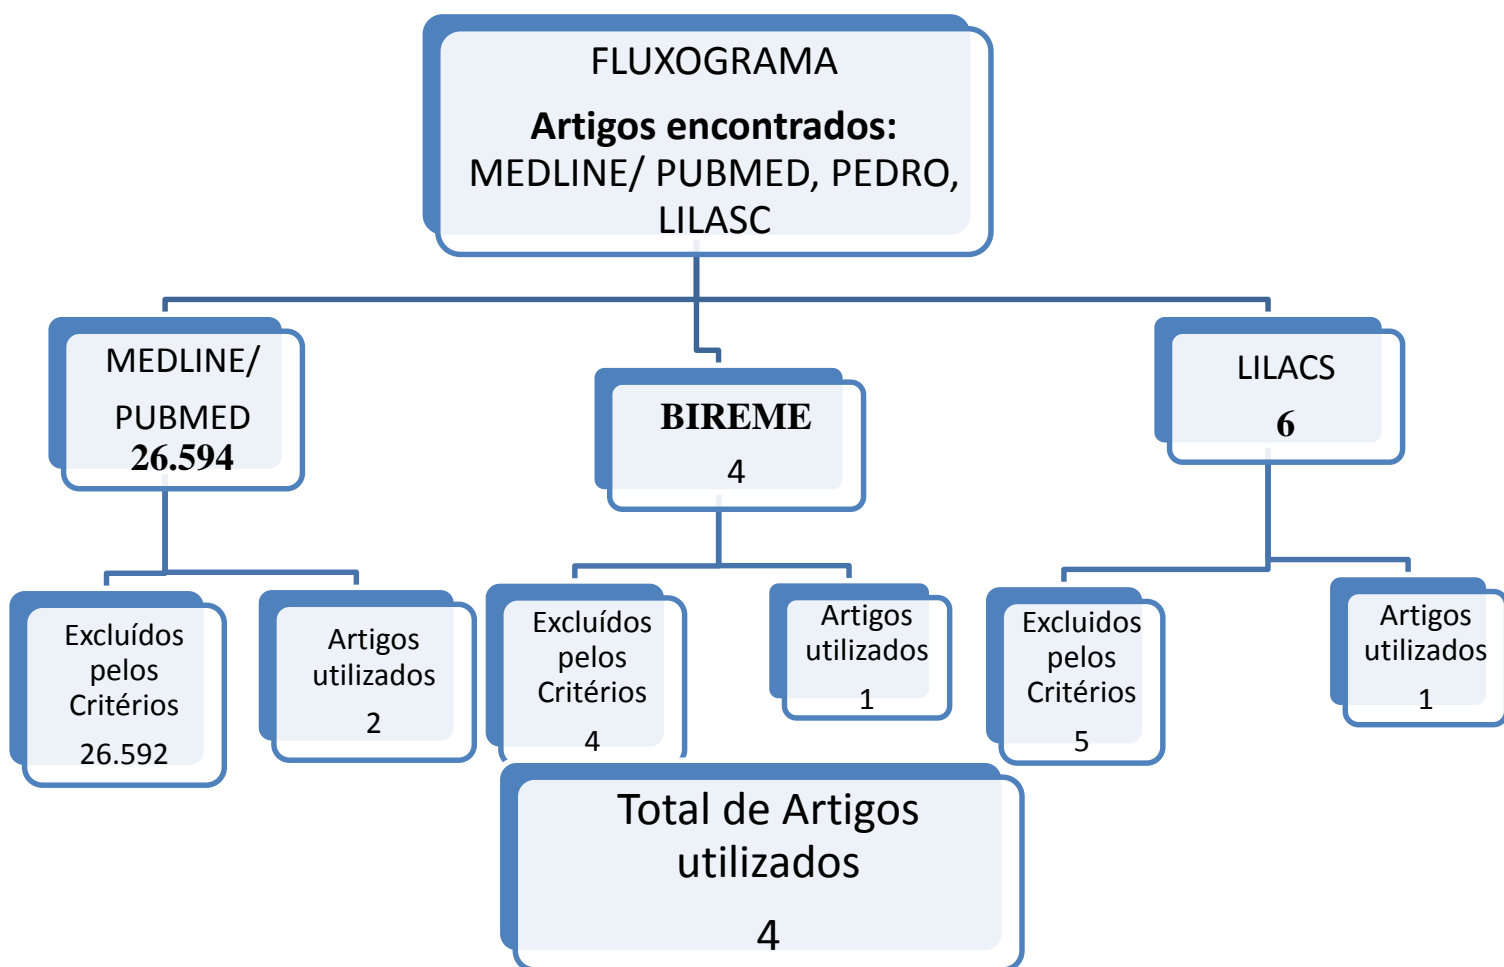 FLUXOGRAMA
Artigos encontrados:
MEDLINE/ PUBMED, PEDRO,
LILASC
MEDLINE/
PUBMED
26.594
BIREME
4
LILACS
6
Excluídos
pelos
Critérios
26.592
Artigos
utilizados
2
Excluídos
pelos
Critérios
4
Artigos
utilizados
1
Excluidos
pelos
Critérios
5
Artigos
utilizados
1
Total de Artigos
utilizados
4